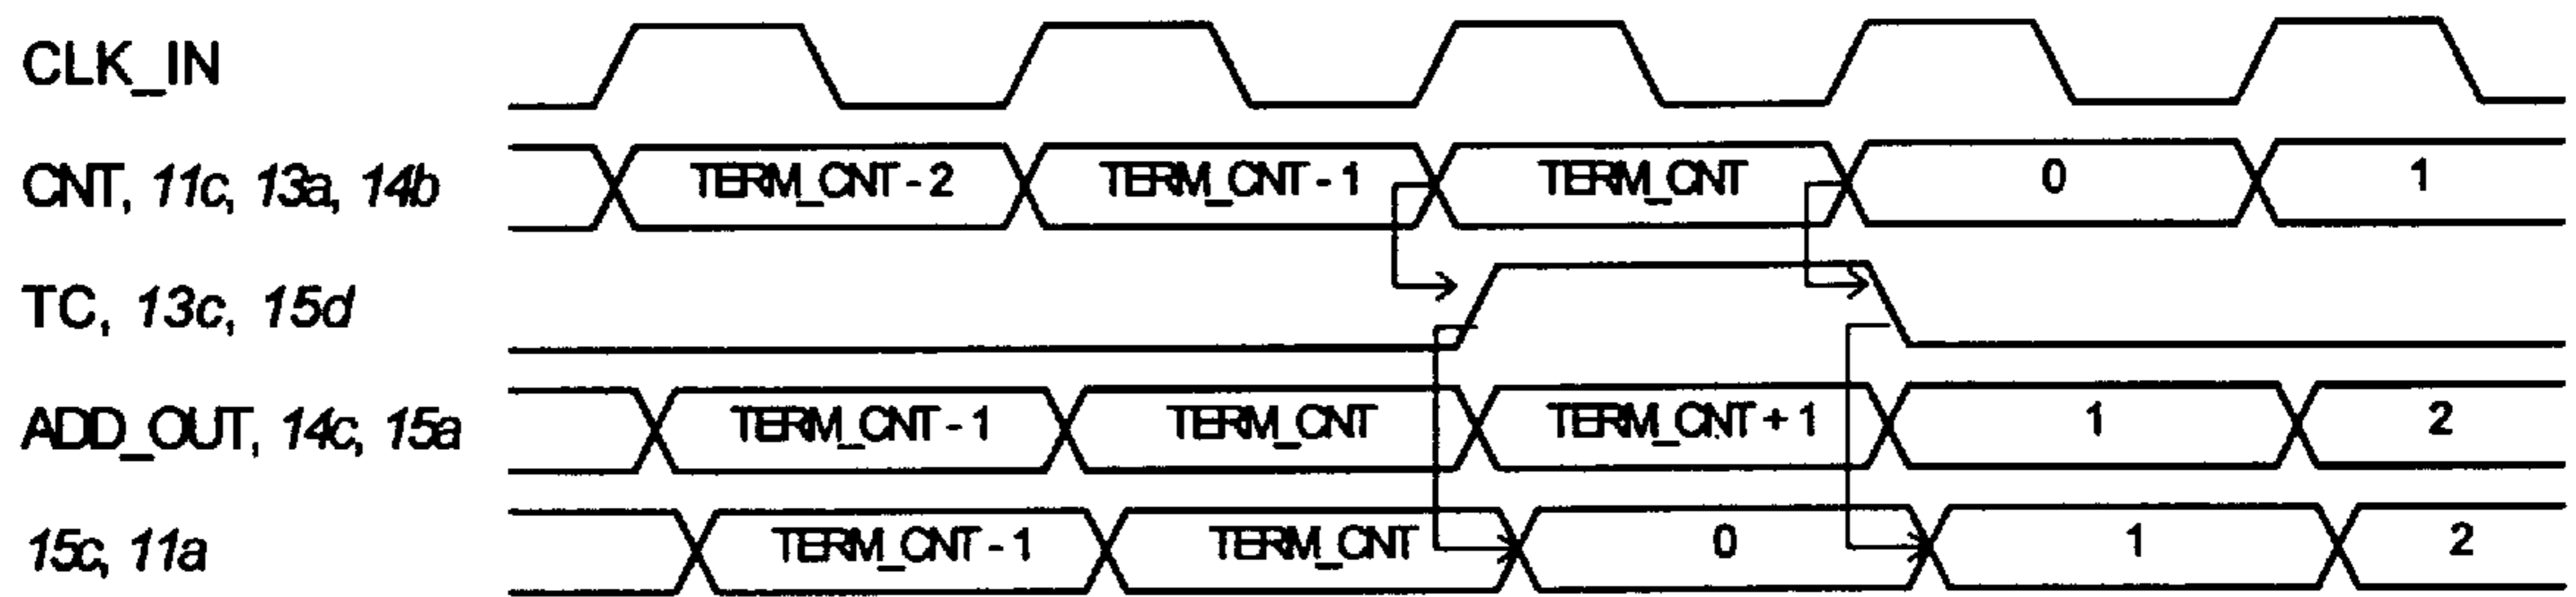 CLK_IN
CNT, 11c, 13a, 14b TERM_CNT - 2 TERM_CNT - 1 TERM_CNT 0 1
TC, 13c, 15d
ADD_OUT, 14c, 15a TERM_CNT - 1 TERM_CNT TERM_CNT + 1 1 2
15c, 11a TERM_CNT - 1 TERM_CNT 0 1 2